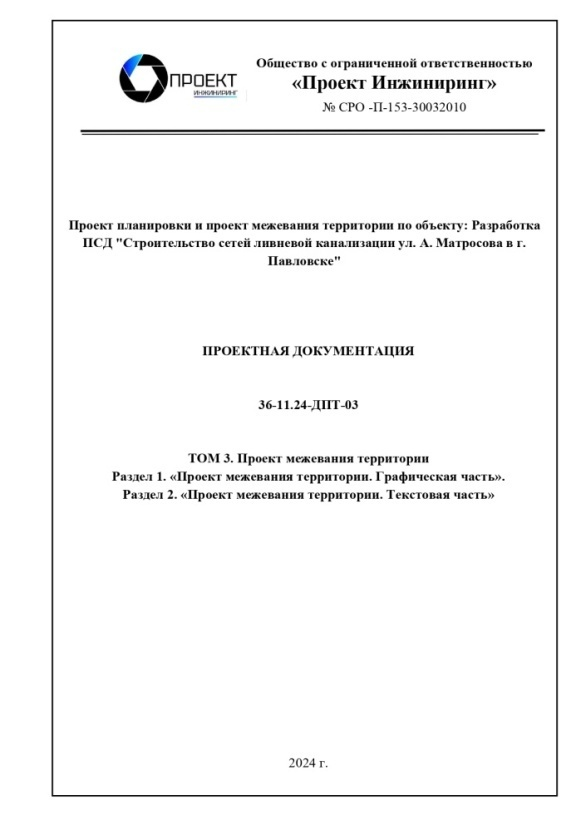 Общество с ограниченной ответственностью
ПРОЕКТ
ИНЖИНИРИНГ
«Проект Инжиниринг»
№ СРО -П-153-30032010
Проект планировки и проект межевания территории по объекту: Разработка
ПСД "Строительство сетей ливневой канализации ул. А. Матросова в г.
Павловске"
ПРОЕКТНАЯ ДОКУМЕНТАЦИЯ
36-11.24-ДПТ-03
ТОМ 3. Проект межевания территории
Раздел 1. «Проект межевания территории. Графическая часть».
Раздел 2. «Проект межевания территории. Текстовая часть»
2024 г.